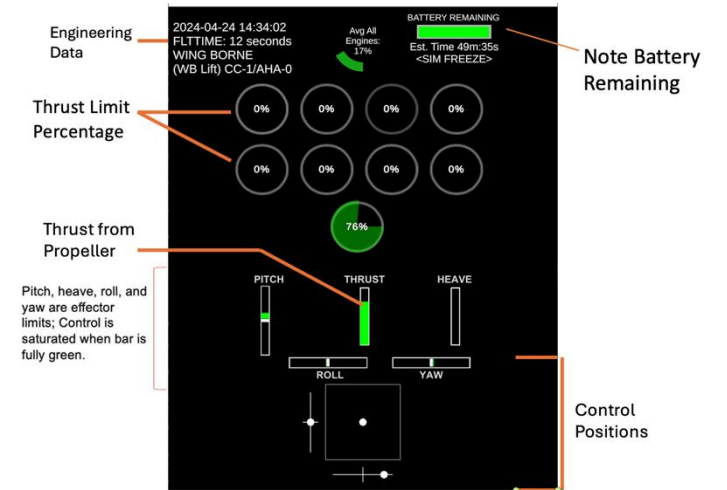 Engineering
Data
2024-04-24 14:34:02
FLTTIME: 12 seconds
WING BORNE
(WB Lift) CC-1/AHA-0
Avg All
Engines:
17%
BATTERY REMAINING
Est. Time 49m:35s
<SIM FREEZE>
Note Battery
Remaining
Thrust Limit
Percentage
0%
0%
0%
0%
0%
0%
0%
0%
Thrust from
Propeller
76%
Pitch, heave, roll, and
yaw are effector
limits; Control is
saturated when bar is
fully green.
PITCH
THRUST
HEAVE
ROLL
YAW
Control
Positions